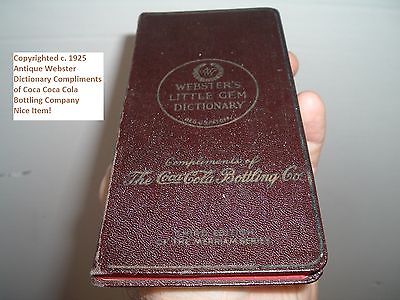 Copyrighted c. 1925
Antique Webster
Dictionary Compliments
of Coca Coca Cola
Bottling Company
Nice Item!
WEBSTER'S
LITTLE GEM
DICTIONARY
Compliments of
The Coca-Cola Bottling Co
OF THE MERRIAM SERIES